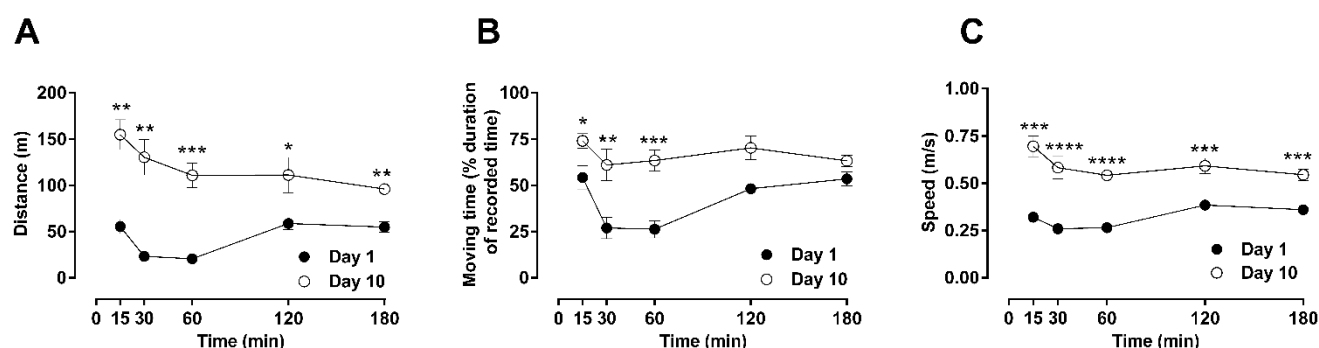 A
Distance (m)
200
150
100
50
0
**
**
***
*
**
Day 1
Day 10
0 15 30 60 120 180
Time (min)
B
Moving time (% duration
of recorded time)
100
75
50
25
0
*
**
***
Day 1
Day 10
0 15 30 60 120 180
Time (min)
C
Speed (m/s)
1.00
0.75
0.50
0.25
0.00
***
****
****
***
***
Day 1
Day 10
0 15 30 60 120 180
Time (min)